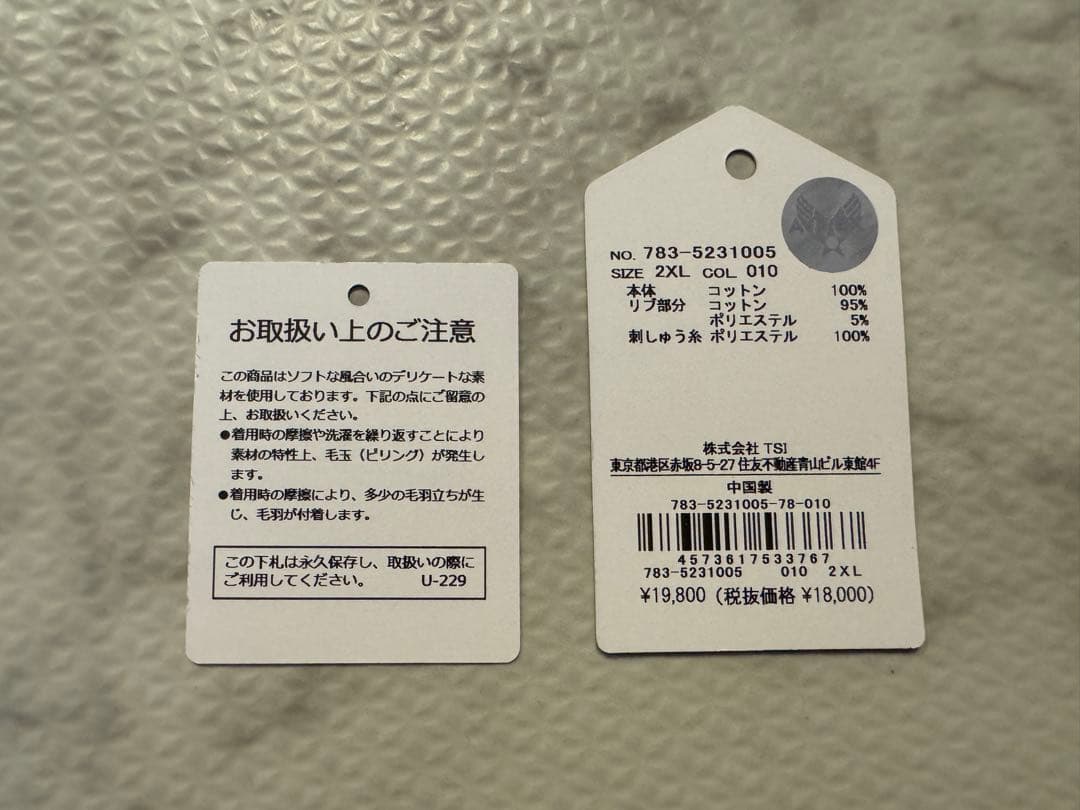 お取扱い上のご注意
この商品はソフトな風合いのデリケートな素
材を使用しております。下記の点にご留意の
上、お取扱いください。
●着用時の摩擦や洗濯を繰り返すことにより
素材の特性上、毛玉（ピリング）が発生し
ます。
●着用時の摩擦により、多少の毛羽立ちが生
じ、毛羽が付着します。
この下札は永久保存し、取扱いの際に
ご利用してください。 U-229
NO. 783-5231005
SIZE 2XL COL 010
本体 コットン 100%
リブ部分 コットン 95%
ポリエステル 5%
刺しゅう糸 ポリエステル 100%
株式会社 TSI
東京都港区赤坂8-5-27 住友不動産青山ビル東館4F
中国製
783-5231005-78-010
4573617533767
783-5231005 010 2XL
¥19,800（税抜価格 ¥18,000）